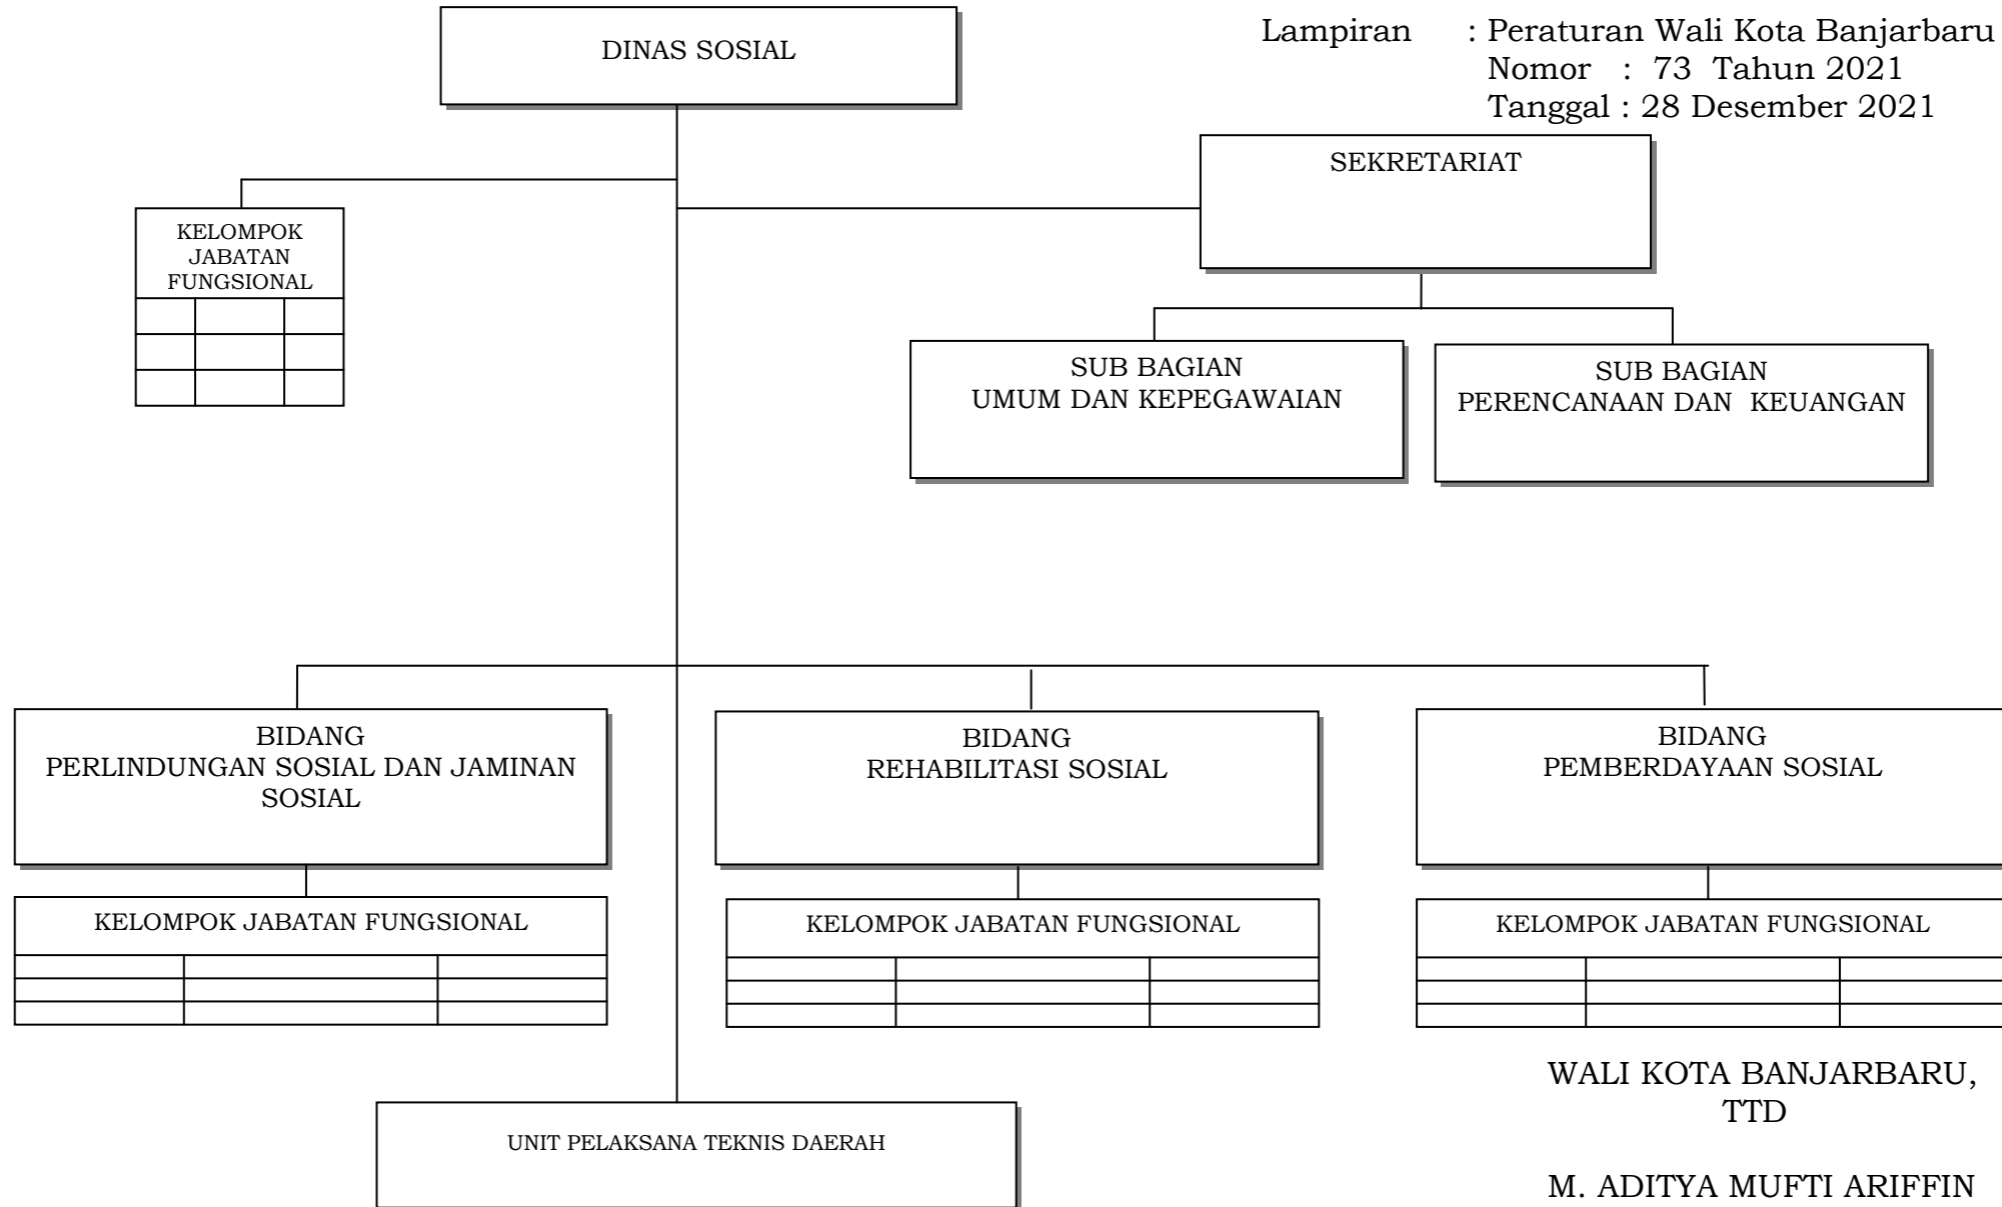 DINAS SOSIAL
Lampiran : Peraturan Wali Kota Banjarbaru
Nomor : 73 Tahun 2021
Tanggal : 28 Desember 2021
SEKRETARIAT
KELOMPOK
JABATAN
FUNGSIONAL
SUB BAGIAN
UMUM DAN KEPEGAWAIAN
SUB BAGIAN
PERENCANAAN DAN KEUANGAN
BIDANG
PERLINDUNGAN SOSIAL DAN JAMINAN
SOSIAL
BIDANG
REHABILITASI SOSIAL
BIDANG
PEMBERDAYAAN SOSIAL
KELOMPOK JABATAN FUNGSIONAL
KELOMPOK JABATAN FUNGSIONAL
KELOMPOK JABATAN FUNGSIONAL
UNIT PELAKSANA TEKNIS DAERAH
WALI KOTA BANJARBARU,
TTD
M. ADITYA MUFTI ARIFFIN